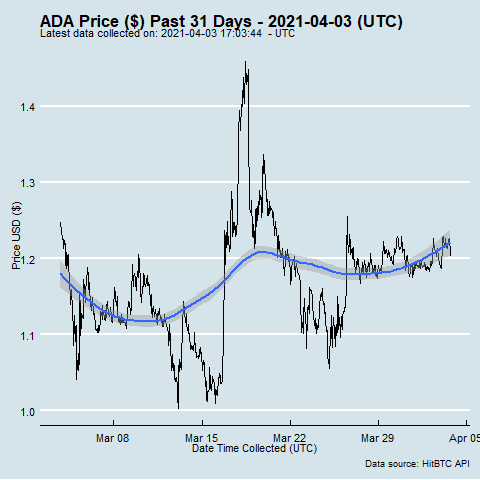 ADA Price ($) Past 31 Days - 2021-04-03 (UTC)
Latest data collected on: 2021-04-03 17:03:44 - UTC
Price USD ($)
1.4
1.3
1.2
1.1
1.0
Mar 08 Mar 15 Mar 22 Mar 29 Apr 05
Date Time Collected (UTC)
Data source: HitBTC API